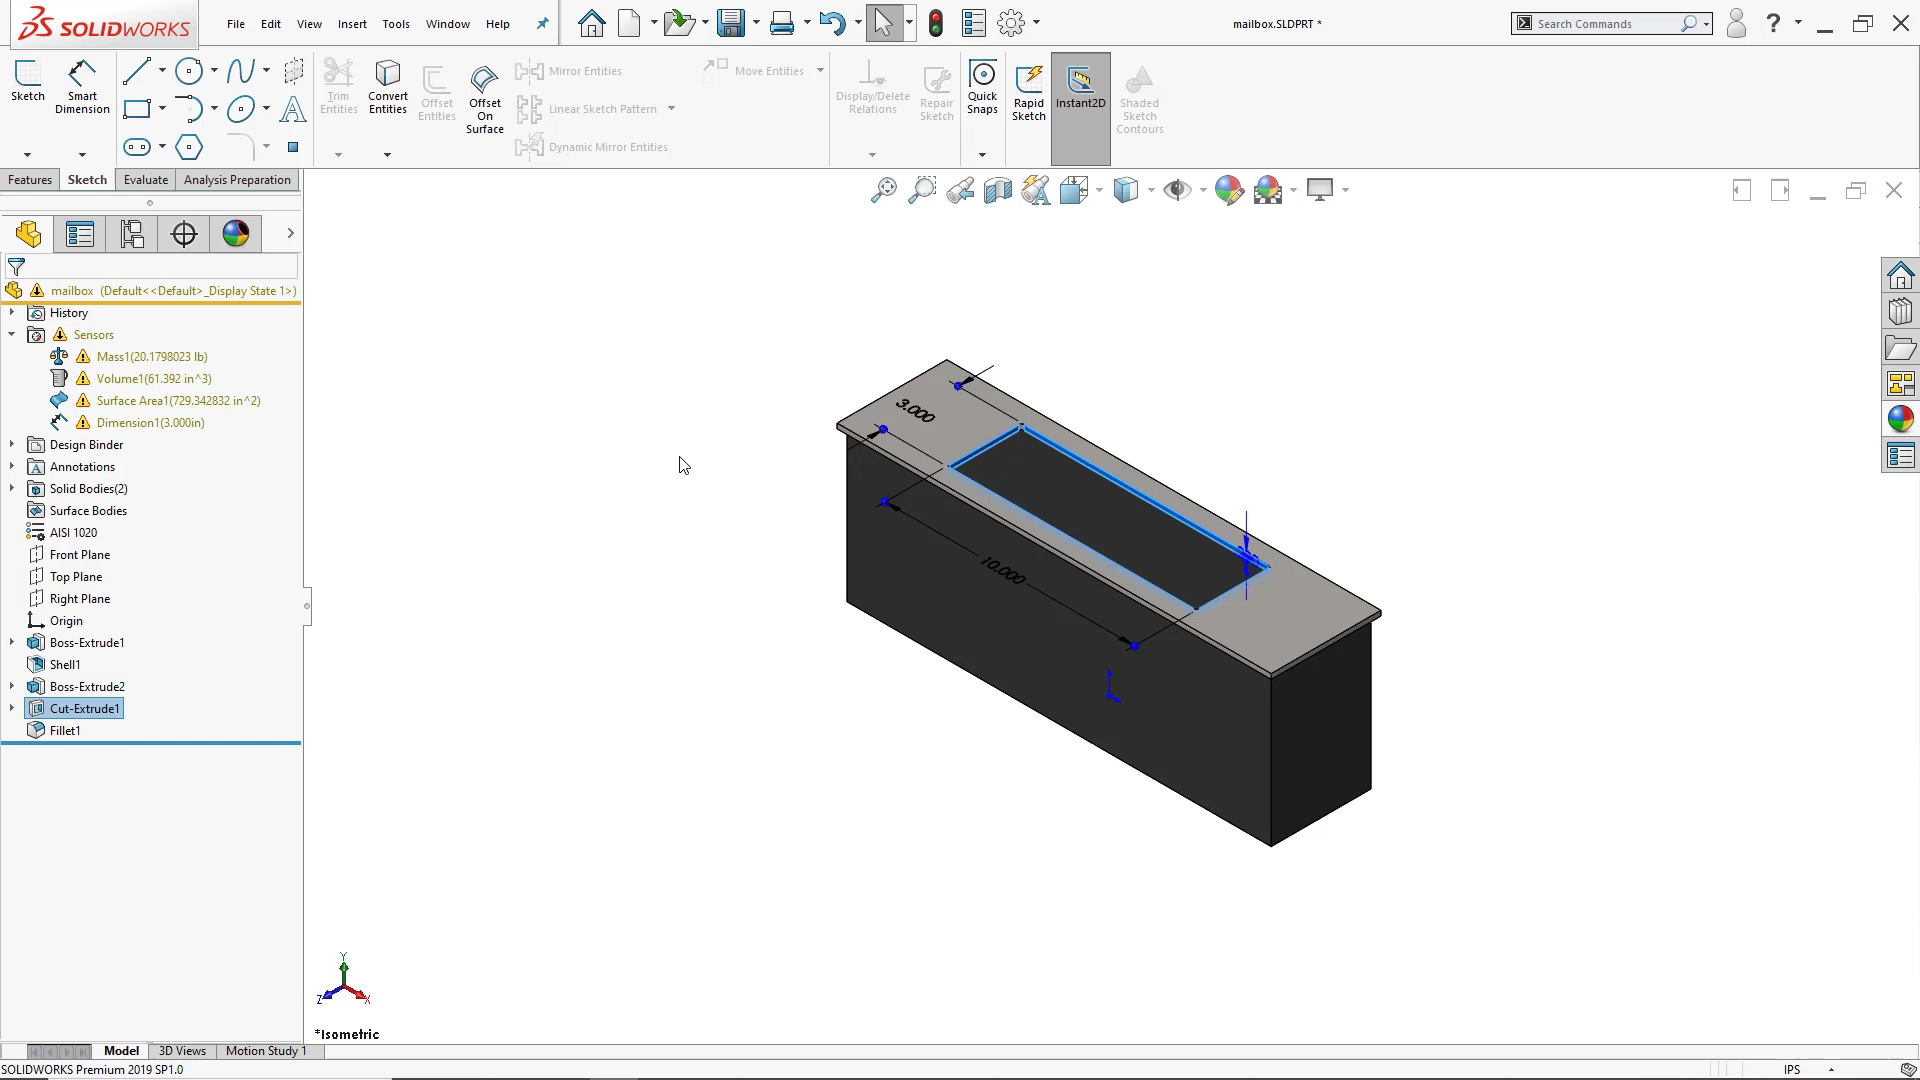 SOLIDWORKS
File Edit View Insert Tools Window Help
mailbox.SLDPRT *
Search Commands
?
Sketch
Smart Dimension
Trim Entities
Convert Entities
Offset Entities
Offset On Surface
Mirror Entities
Linear Sketch Pattern
Dynamic Mirror Entities
Move Entities
Display/Delete Relations
Repair Sketch
Quick Snaps
Rapid Sketch
Instant2D
Shaded Sketch Contours
Features Sketch Evaluate Analysis Preparation
mailbox (Default<<Default>_Display State 1>)
History
Sensors
Mass1(20.1798023 lb)
Volume1(61.392 in^3)
Surface Area1(729.342832 in^2)
Dimension1(3.000in)
Design Binder
Annotations
Solid Bodies(2)
Surface Bodies
AISI 1020
Front Plane
Top Plane
Right Plane
Origin
Boss-Extrude1
Shell1
Boss-Extrude2
Cut-Extrude1
Fillet1
3.000
10.000
Y
Z
X
*Isometric
Model 3D Views Motion Study 1
SOLIDWORKS Premium 2019 SP1.0
IPS